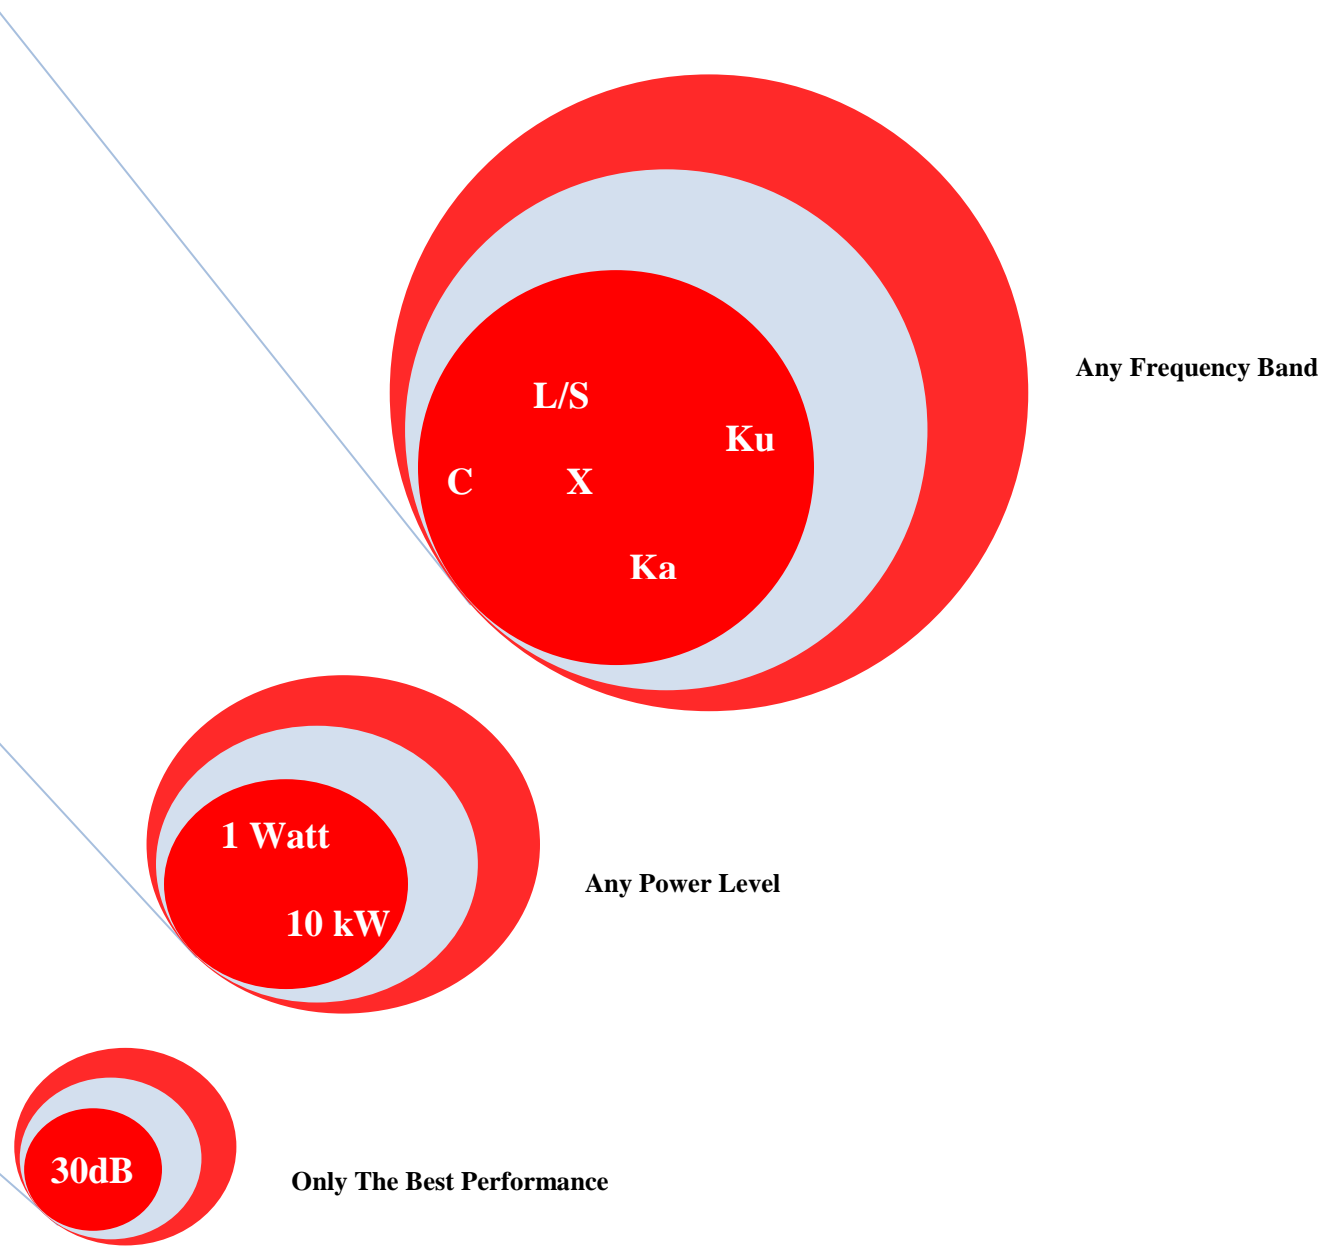 Any Frequency Band
L/S
Ku
C
X
Ka
1 Watt
Any Power Level
10 kW
30dB
Only The Best Performance